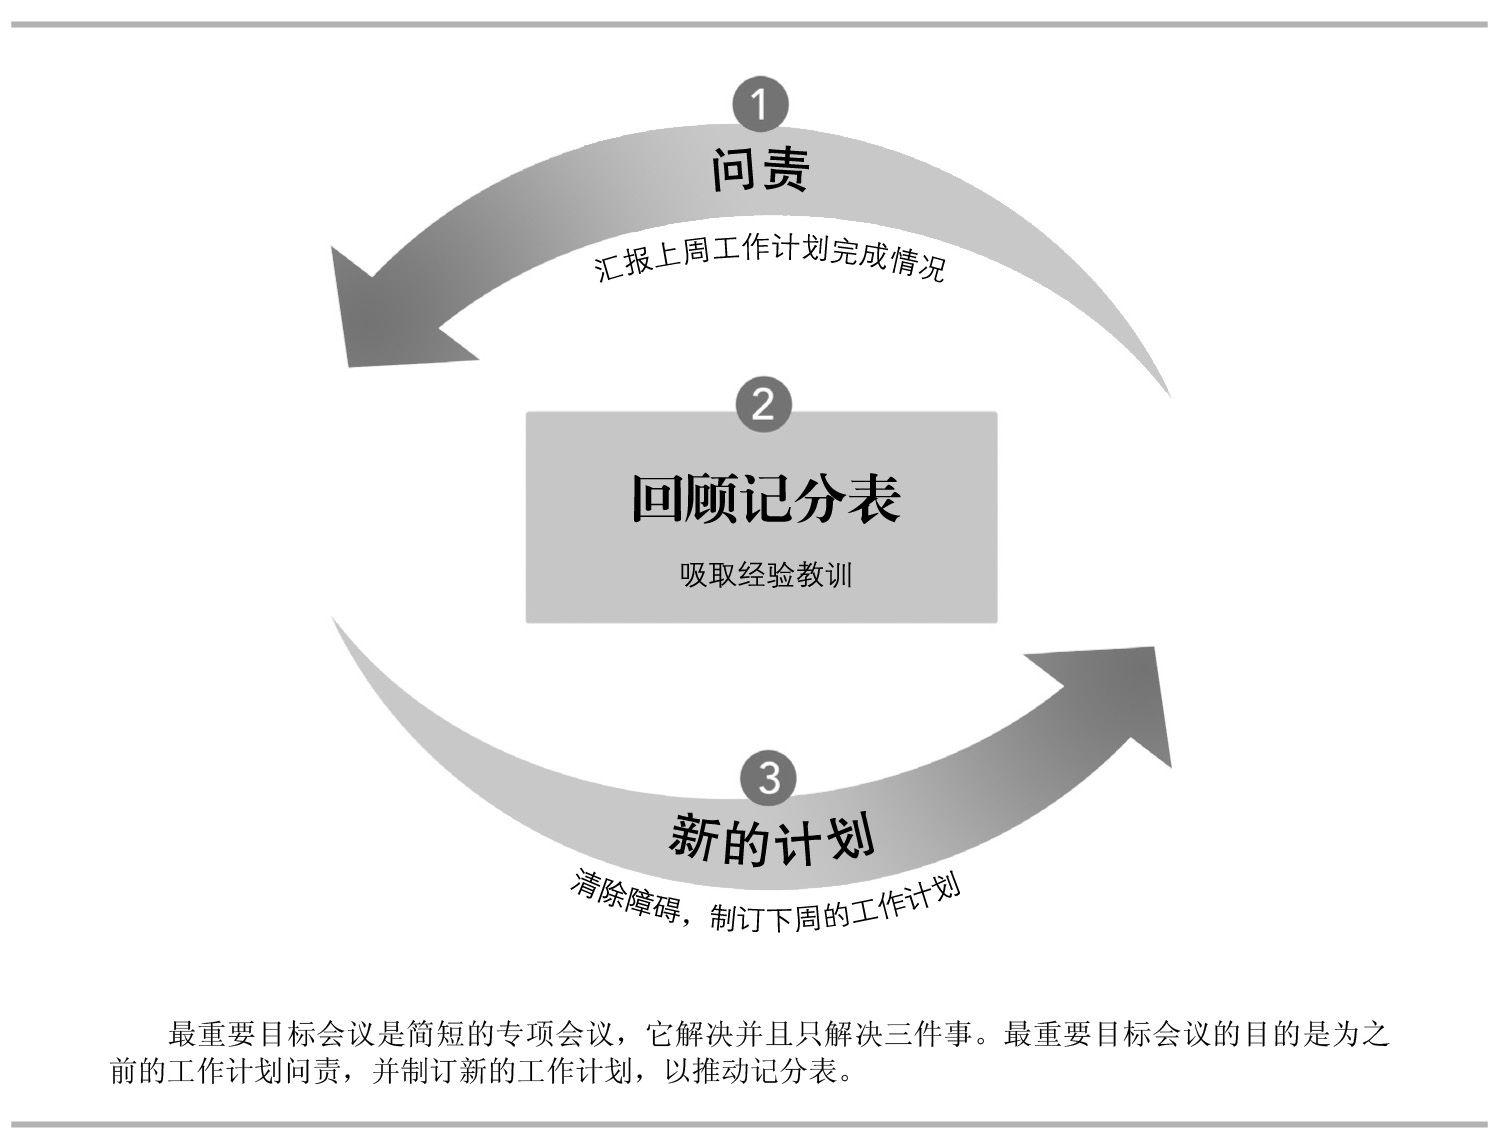 1
问责
汇报上周工作计划完成情况
2
回顾记分表
吸取经验教训
3
新的计划
清除障碍，制订下周的工作计划
最重要目标会议是简短的专项会议，它解决并且只解决三件事。最重要目标会议的目的是为之
前的工作计划问责，并制订新的工作计划，以推动记分表。